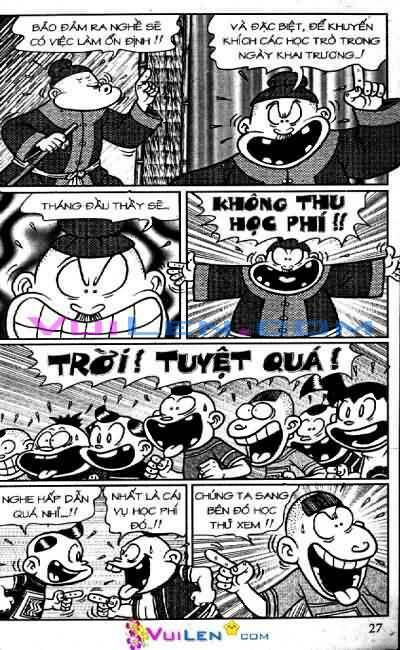 BẢO ĐẢM RA NGHỀ SẼ
CÓ VIỆC LÀM ỔN ĐỊNH !!
VÀ ĐẶC BIỆT, ĐỂ KHUYẾN
KHÍCH CÁC HỌC TRÒ TRONG
NGÀY KHAI TRƯƠNG..!
THÁNG ĐẦU THẦY SẼ...
KHÔNG THU
HỌC PHÍ !!
VUILEN.COM
TRỜI! TUYỆT QUÁ!
NGHE HẤP DẪN
QUÁ NHỈ...!!
NHẤT LÀ CÁI
VỤ HỌC PHÍ
ĐÓ..!!
CHÚNG TA SANG
BÊN ĐÓ HỌC
THỬ XEM !!
27
VUILEN.COM